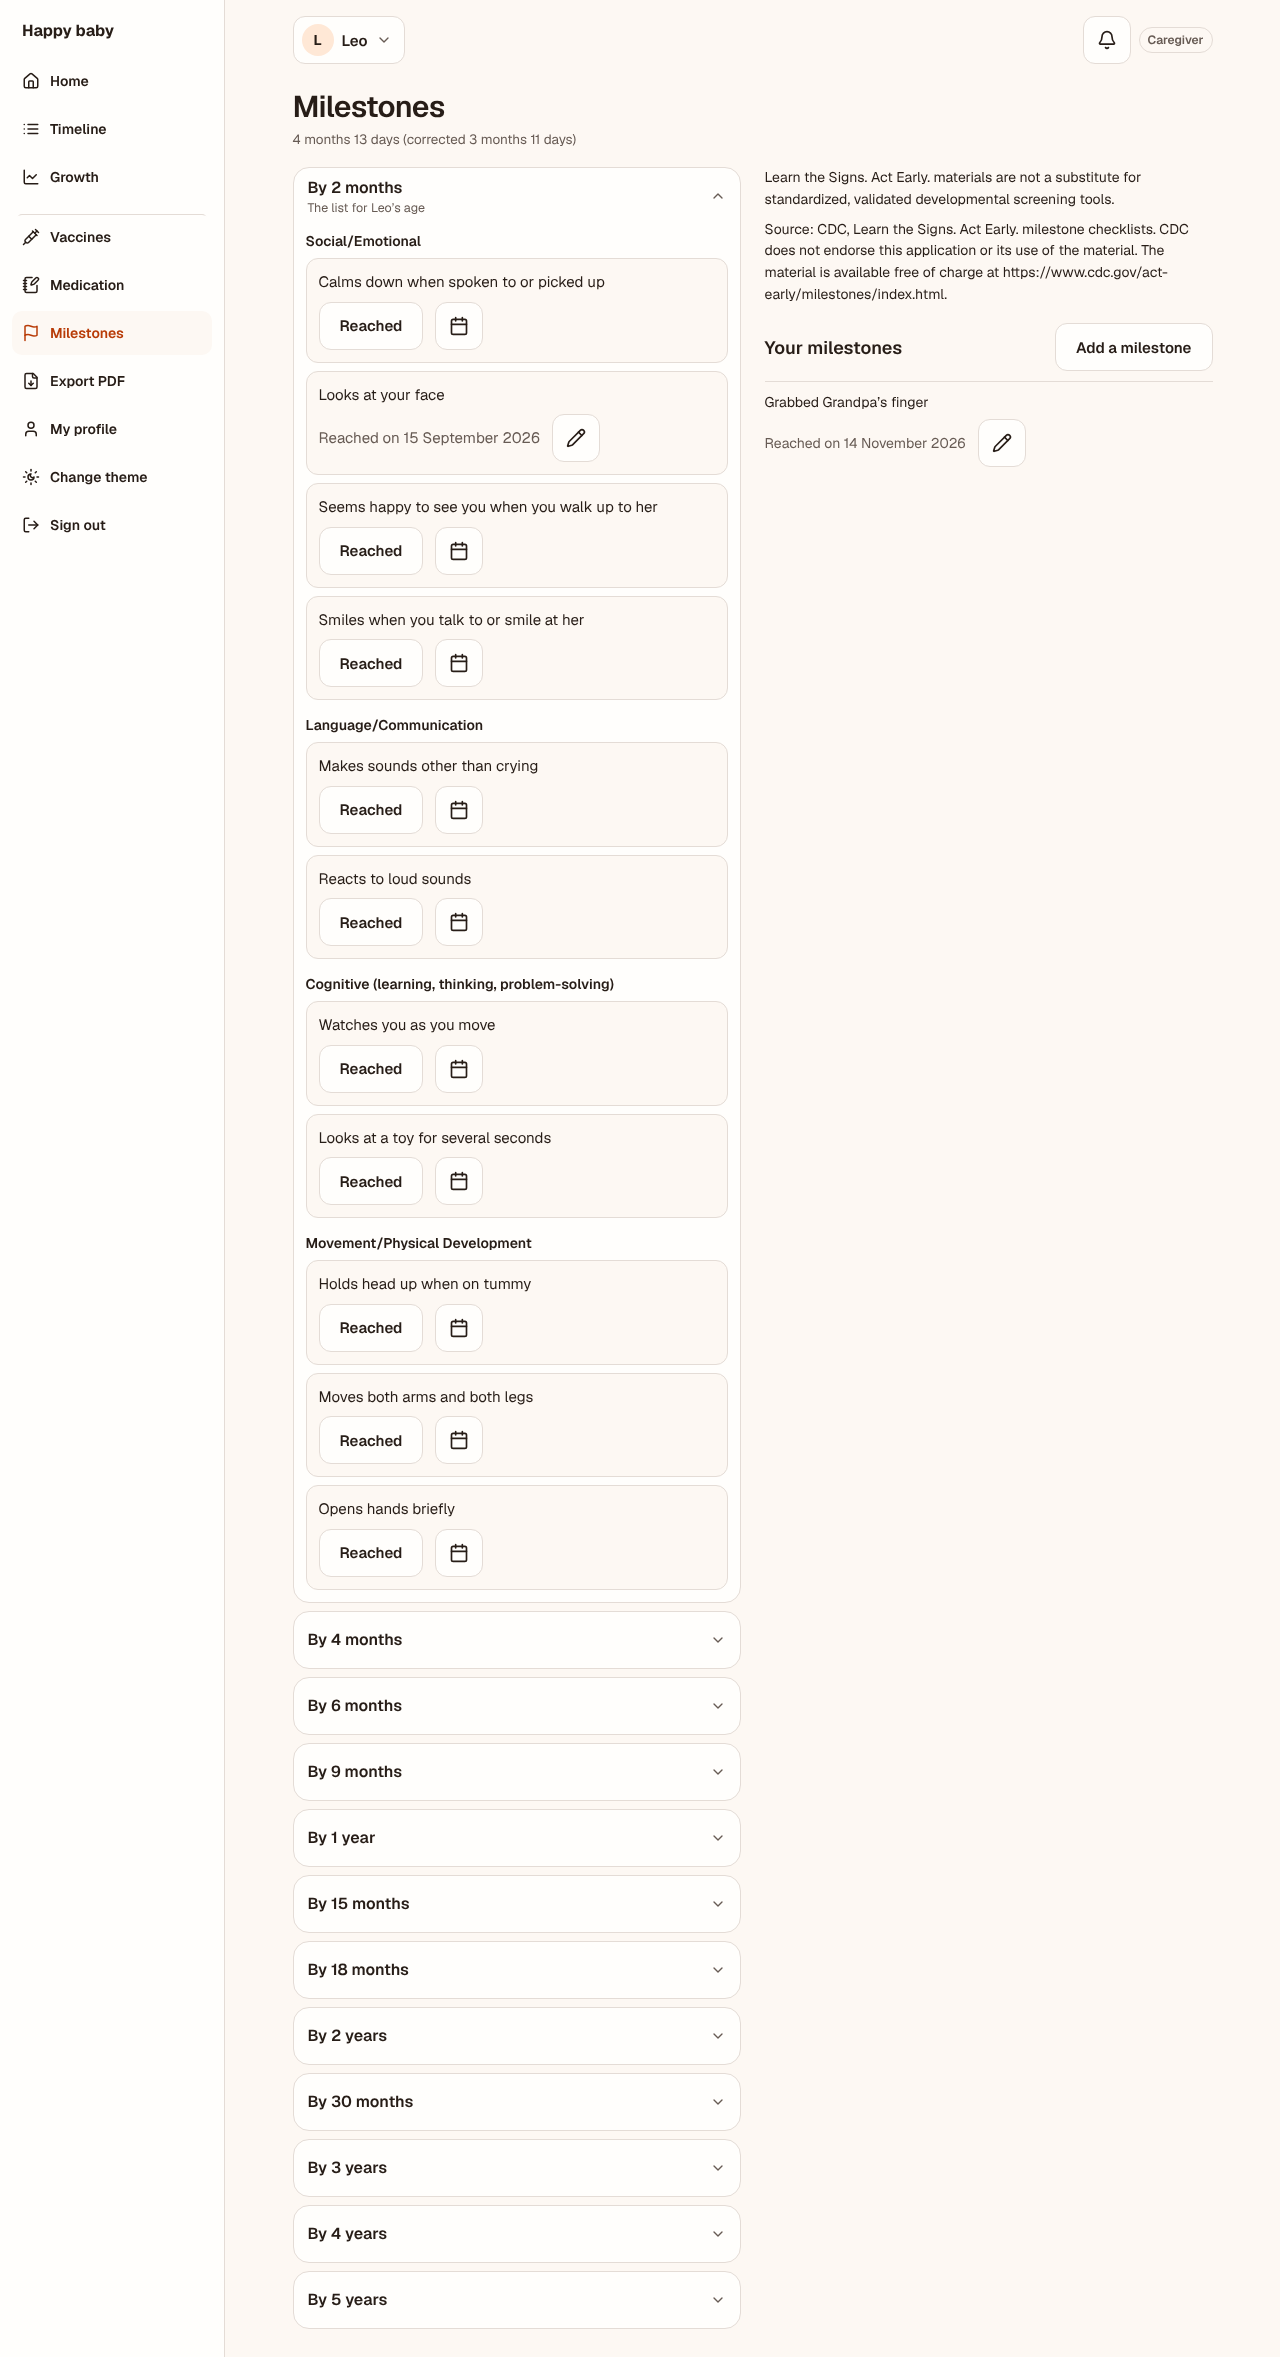 Happy baby
Home
Timeline
Growth
Vaccines
Medication
Milestones
Export PDF
My profile
Change theme
Sign out
L Leo
Caregiver
Milestones
4 months 13 days (corrected 3 months 11 days)
By 2 months
The list for Leo's age
Social/Emotional
Calms down when spoken to or picked up
Reached
Looks at your face
Reached on 15 September 2026
Seems happy to see you when you walk up to her
Reached
Smiles when you talk to or smile at her
Reached
Language/Communication
Makes sounds other than crying
Reached
Reacts to loud sounds
Reached
Cognitive (learning, thinking, problem-solving)
Watches you as you move
Reached
Looks at a toy for several seconds
Reached
Movement/Physical Development
Holds head up when on tummy
Reached
Moves both arms and both legs
Reached
Opens hands briefly
Reached
By 4 months
By 6 months
By 9 months
By 1 year
By 15 months
By 18 months
By 2 years
By 30 months
By 3 years
By 4 years
By 5 years
Learn the Signs. Act Early. materials are not a substitute for
standardized, validated developmental screening tools.
Source: CDC, Learn the Signs. Act Early. milestone checklists. CDC
does not endorse this application or its use of the material. The
material is available free of charge at https://www.cdc.gov/act-
early/milestones/index.html.
Your milestones
Add a milestone
Grabbed Grandpa's finger
Reached on 14 November 2026